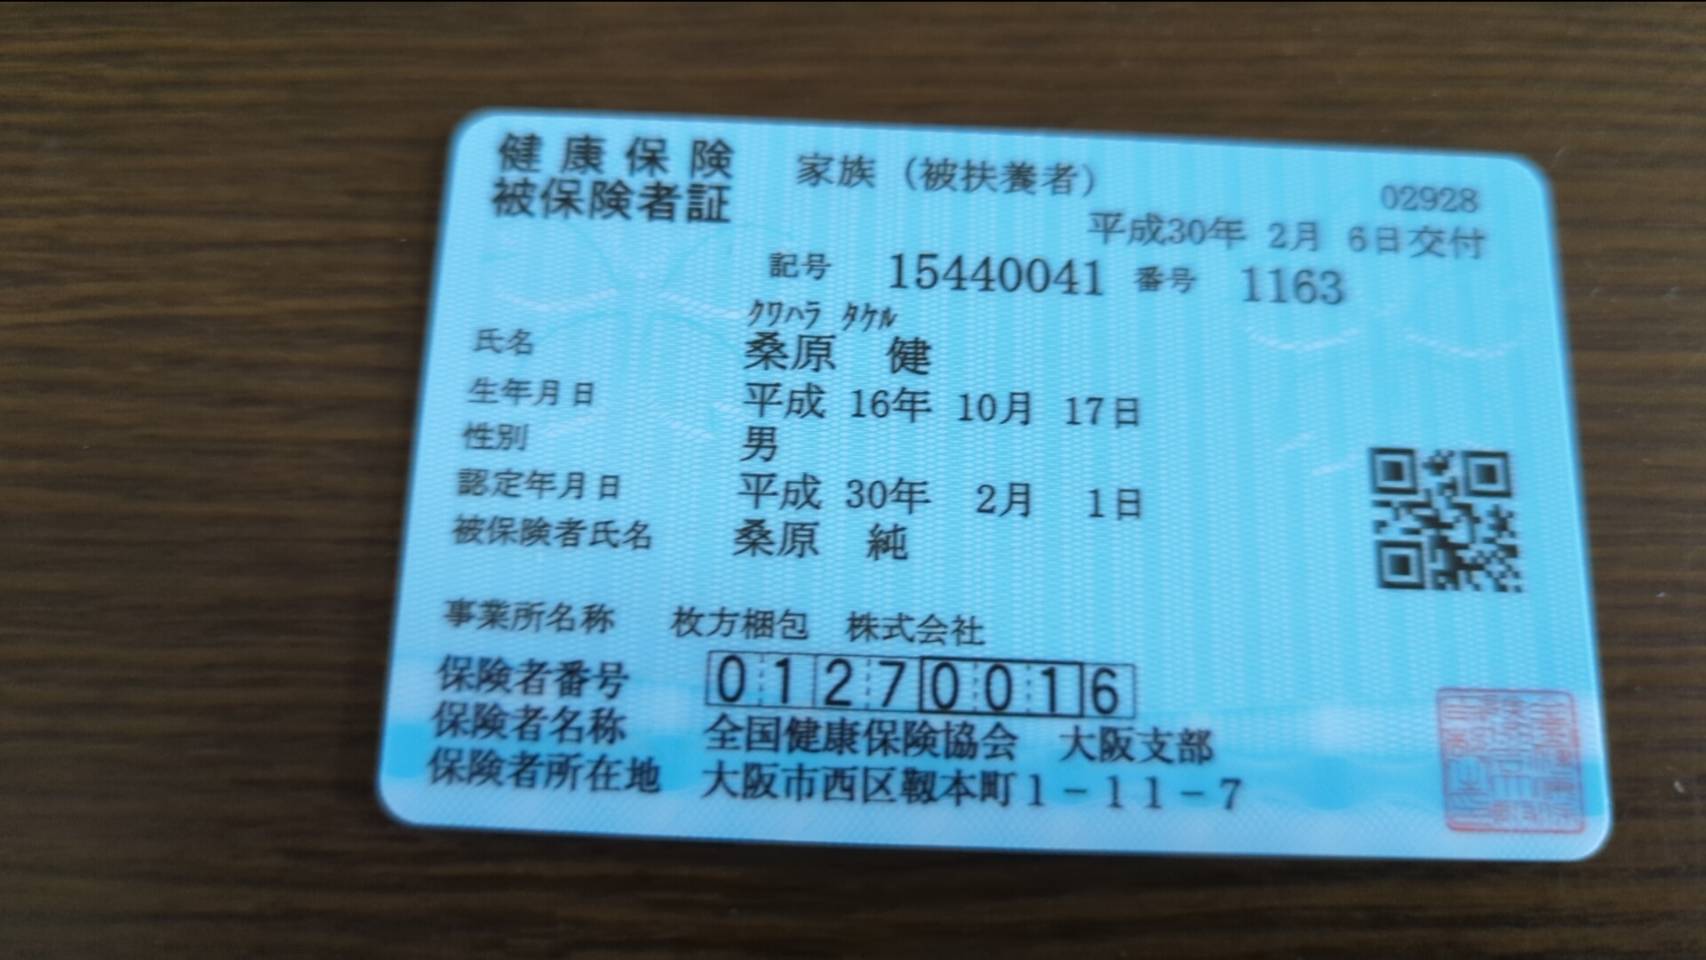 健康保険
被保険者証
家族（被扶養者）
02928
平成30年 2月 6日交付
記号 15440041 番号 1163
ｸﾜﾊﾗ ﾀｹﾙ
氏名 桑原 健
生年月日 平成 16年 10月 17日
性別 男
認定年月日 平成 30年 2月 1日
被保険者氏名 桑原 純
事業所名称 枚方梱包 株式会社
保険者番号 01270016
保険者名称 全国健康保険協会 大阪支部
保険者所在地 大阪市西区靱本町1－11－7